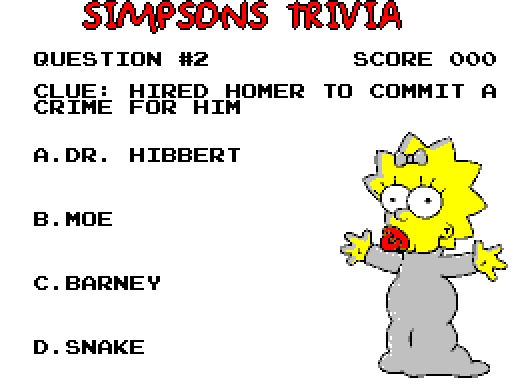 SIMPSONS TRIVIA
QUESTION #2 SCORE 000
CLUE: HIRED HOMER TO COMMIT A
CRIME FOR HIM
A.DR. HIBBERT
B.MOE
C.BARNEY
D.SNAKE